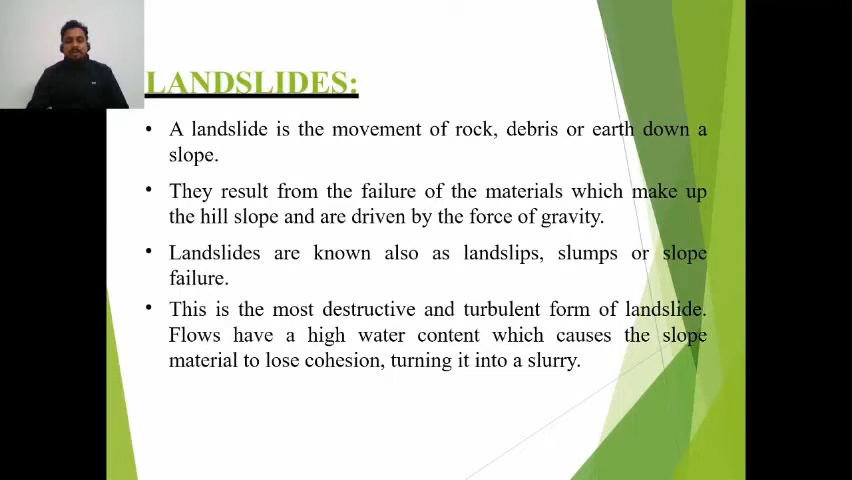 LANDSLIDES:
• A landslide is the movement of rock, debris or earth down a
slope.
• They result from the failure of the materials which make up
the hill slope and are driven by the force of gravity.
• Landslides are known also as landslips, slumps or slope
failure.
• This is the most destructive and turbulent form of landslide.
Flows have a high water content which causes the slope
material to lose cohesion, turning it into a slurry.